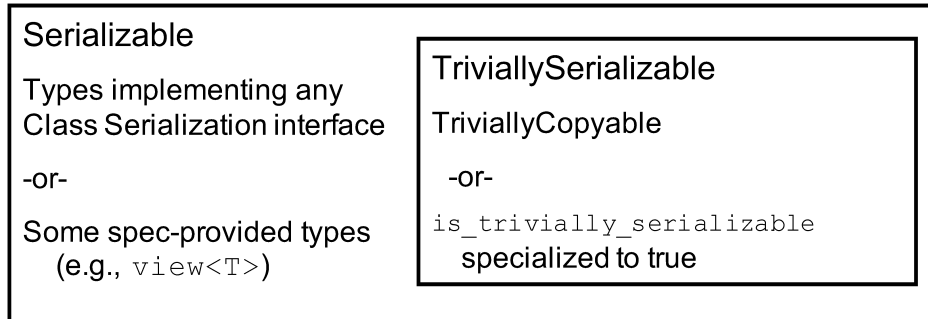 Serializable
Types implementing any
Class Serialization interface
-or-
Some spec-provided types
(e.g., view<T>)
TriviallySerializable
TriviallyCopyable
-or-
is_trivially_serializable
specialized to true